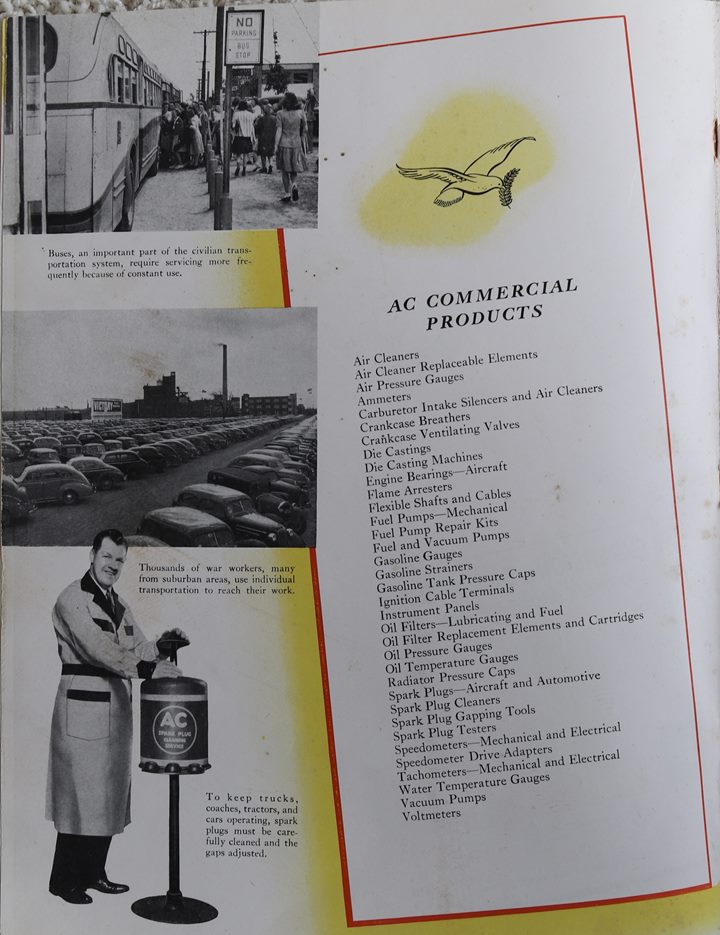 NO
PARKING
BUS
STOP
Buses, an important part of the civilian trans-
portation system, require servicing more fre-
quently because of constant use.
VICTORY
Thousands of war workers, many
from suburban areas, use individual
transportation to reach their work.
AC
SPARK PLUG
CLEANING
SERVICE
To keep trucks,
coaches, tractors, and
cars operating, spark
plugs must be care-
fully cleaned and the
gaps adjusted.
AC COMMERCIAL
PRODUCTS
Air Cleaners
Air Cleaner Replaceable Elements
Air Pressure Gauges
Ammeters
Carburetor Intake Silencers and Air Cleaners
Crankcase Breathers
Crankcase Ventilating Valves
Die Castings
Die Casting Machines
Engine Bearings—Aircraft
Flame Arresters
Flexible Shafts and Cables
Fuel Pumps—Mechanical
Fuel Pump Repair Kits
Fuel and Vacuum Pumps
Gasoline Gauges
Gasoline Strainers
Gasoline Tank Pressure Caps
Ignition Cable Terminals
Instrument Panels
Oil Filters—Lubricating and Fuel
Oil Filter Replacement Elements and Cartridges
Oil Pressure Gauges
Oil Temperature Gauges
Radiator Pressure Caps
Spark Plugs—Aircraft and Automotive
Spark Plug Cleaners
Spark Plug Gapping Tools
Spark Plug Testers
Speedometers—Mechanical and Electrical
Speedometer Drive Adapters
Tachometers—Mechanical and Electrical
Water Temperature Gauges
Vacuum Pumps
Voltmeters